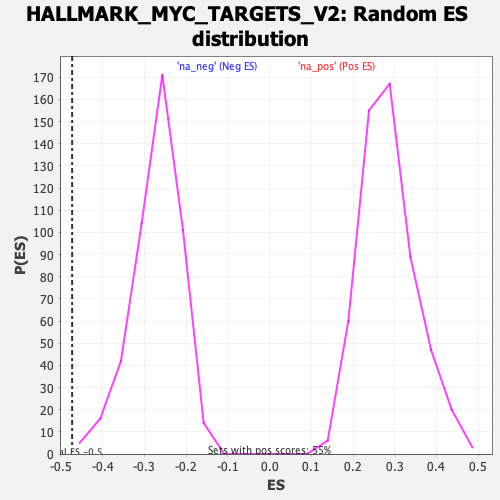 HALLMARK_MYC_TARGETS_V2: Random ES
distribution
'na_neg' (Neg ES) 'na_pos' (Pos ES)
170
160
150
140
130
120
110
100
90
80
70
60
50
40
30
20
10
0
P(ES)
ES -0.5
Sets with pos scores: 55%
-0.5 -0.4 -0.3 -0.2 -0.1 0.0 0.1 0.2 0.3 0.4 0.5
ES